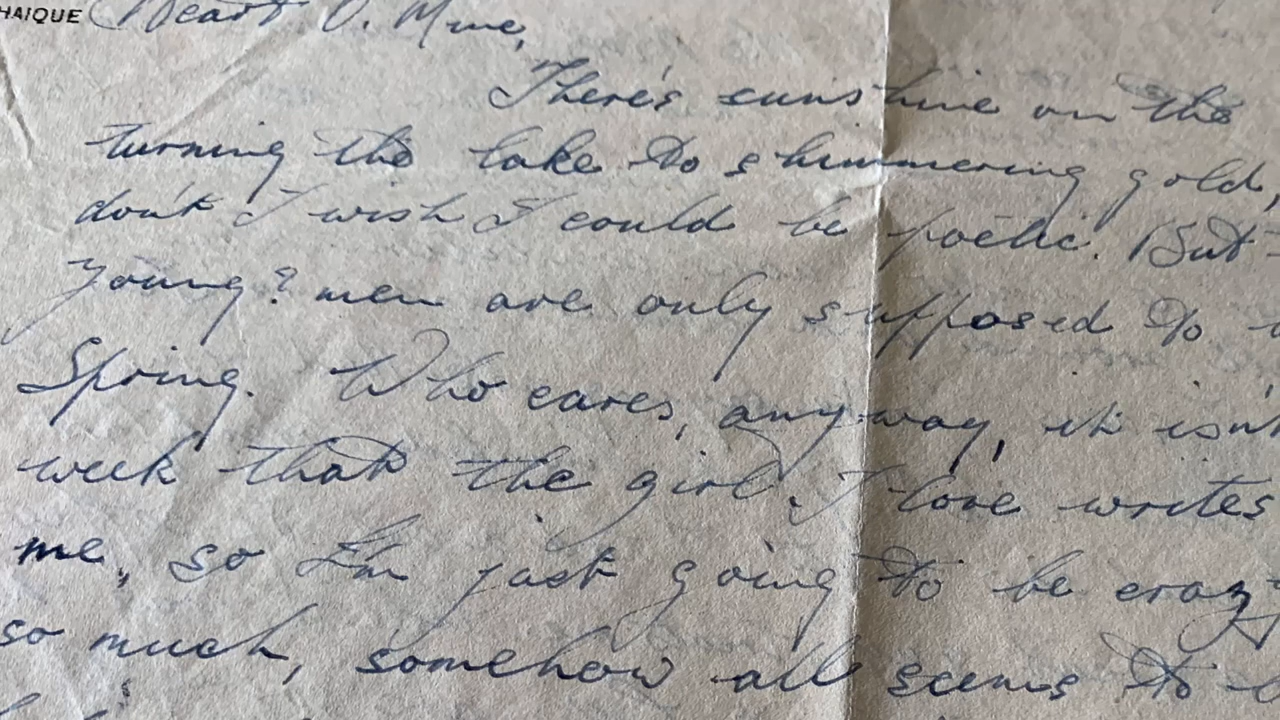 HAIQUE Heart O. Mine,
There's sunshine on the
turning the lake to shimmering gold,
don't I wish I could be poetic. But
young? men are only supposed to
Spring. Who cares, anyway, it isn't
week that the girl I love writes
me, so I'm just going to be crazy
so much, somehow all seems to